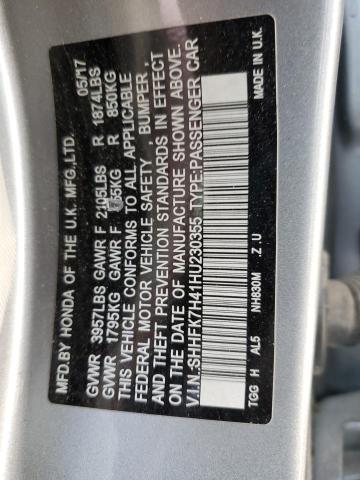 MFD.BY HONDA OF THE U.K. MFG.,LTD. 05/17
GVWR 3957LBS GAWR F 2105LBS R 1874LBS
GVWR 1795KG GAWR F 55KG R 850KG
THIS VEHICLE CONFORMS TO ALL APPLICABLE
FEDERAL MOTOR VEHICLE SAFETY , BUMPER ,
AND THEFT PREVENTION STANDARDS IN EFFECT
ON THE DATE OF MANUFACTURE SHOWN ABOVE.
V.I.N.:SHHFK7H41HU230355 TYPE:PASSENGER CAR
TGG H AL5 NH830M .Z .U MADE IN U.K.